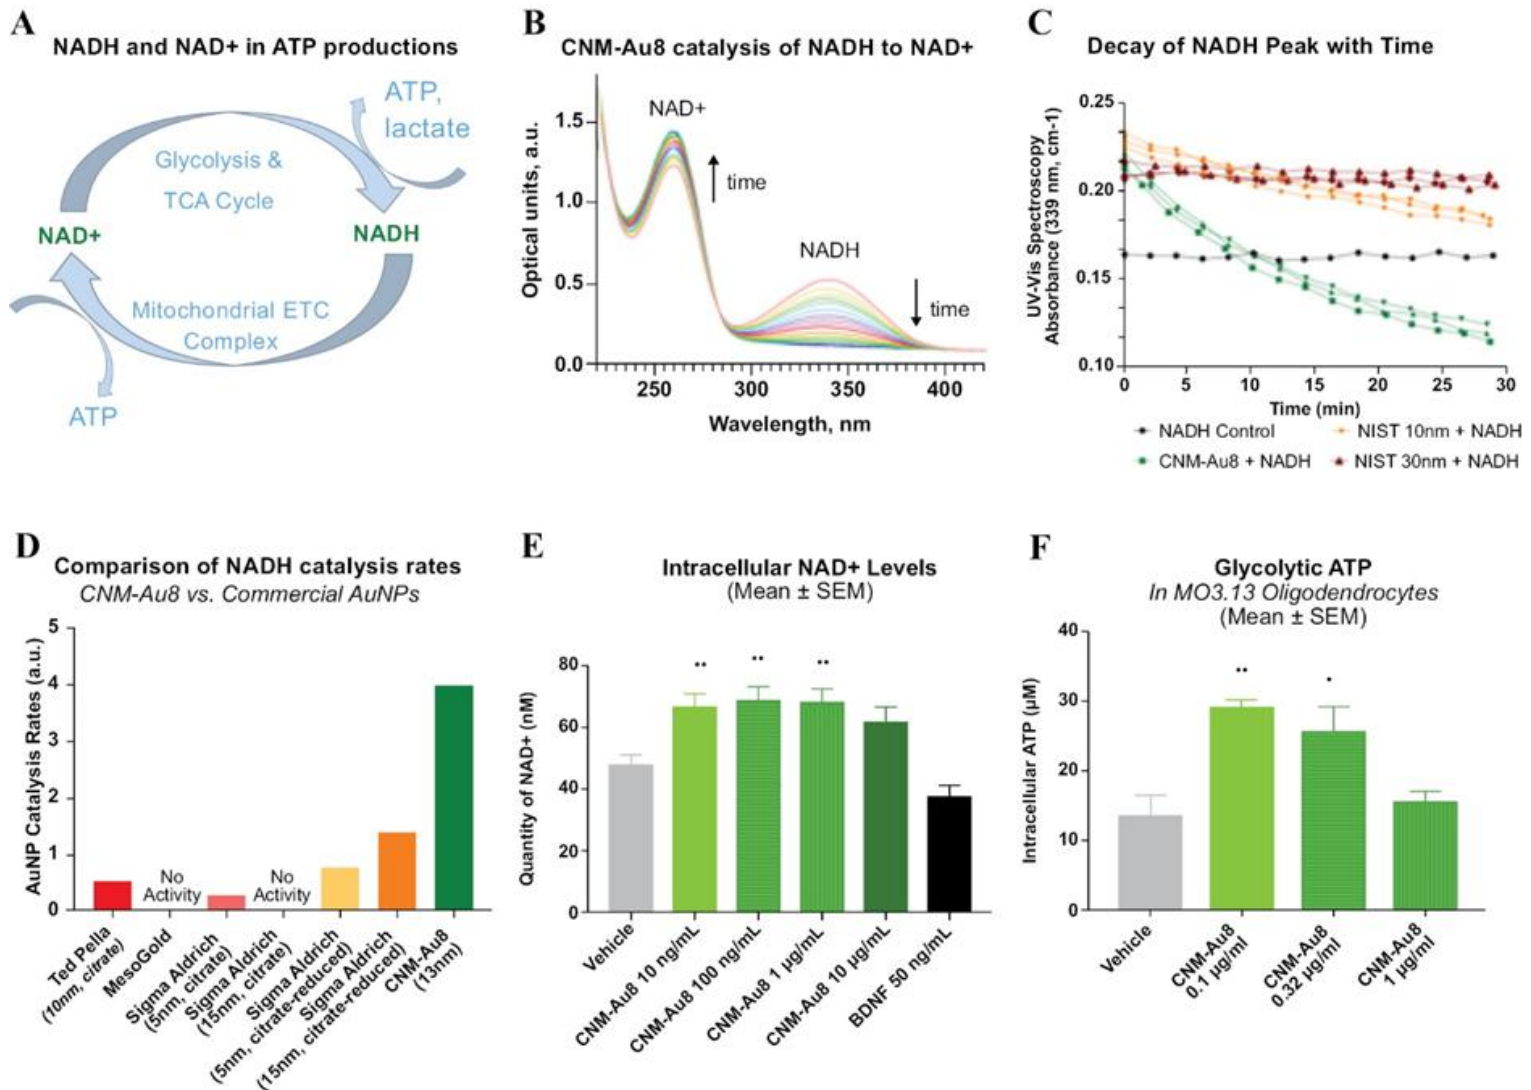 A
NADH and NAD+ in ATP productions
ATP,
lactate
Glycolysis &
TCA Cycle
NAD+
NADH
Mitochondrial ETC
Complex
ATP
B
CNM-Au8 catalysis of NADH to NAD+
NAD+
time
NADH
time
Optical units, a.u.
1.5
1.0
0.5
0.0
250
300
350
400
Wavelength, nm
C
Decay of NADH Peak with Time
UV-Vis Spectroscopy
Absorbance (339 nm, cm-1)
0.25
0.20
0.15
0.10
0
5
10
15
20
25
30
Time (min)
NADH Control
NIST 10nm + NADH
CNM-Au8 + NADH
NIST 30nm + NADH
D
Comparison of NADH catalysis rates
CNM-Au8 vs. Commercial AuNPs
AuNP Catalysis Rates (a.u.)
5
4
3
2
1
0
No
Activity
No
Activity
Ted Pella
(10nm, citrate)
MesoGold
Sigma Aldrich
(5nm, citrate)
Sigma Aldrich
(15nm, citrate)
Sigma Aldrich
(5nm, citrate-reduced)
Sigma Aldrich
(15nm, citrate-reduced)
CNM-Au8
(13nm)
E
Intracellular NAD+ Levels
(Mean ± SEM)
Quantity of NAD+ (nM)
80
60
40
20
0
**
**
**
Vehicle
CNM-Au8 10 ng/mL
CNM-Au8 100 ng/mL
CNM-Au8 1 µg/mL
CNM-Au8 10 µg/mL
BDNF 50 ng/mL
F
Glycolytic ATP
In MO3.13 Oligodendrocytes
(Mean ± SEM)
Intracellular ATP (µM)
40
30
20
10
0
**
*
Vehicle
CNM-Au8
0.1 µg/ml
CNM-Au8
0.32 µg/ml
CNM-Au8
1 µg/ml